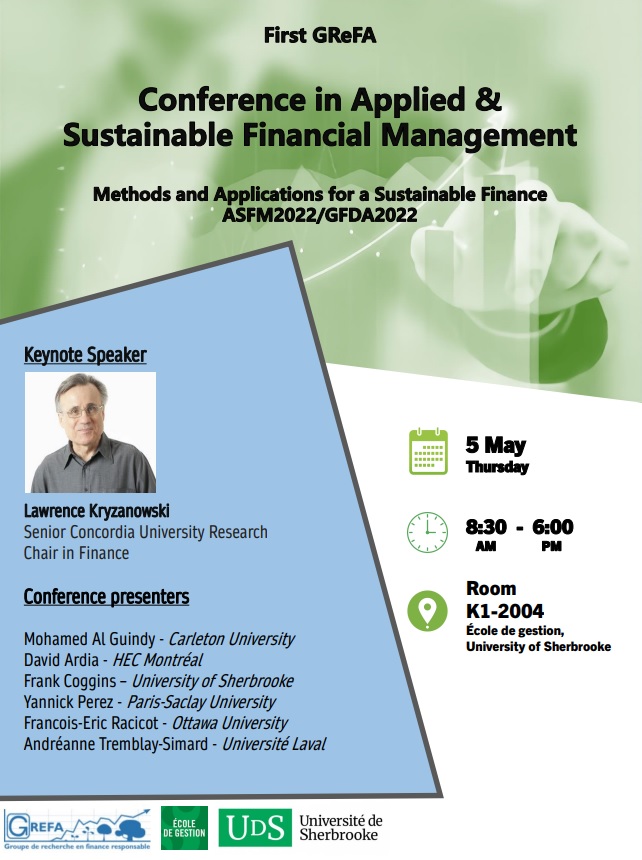 First GReFA
Conference in Applied &
Sustainable Financial Management
Methods and Applications for a Sustainable Finance
ASFM2022/GFDA2022
Keynote Speaker
Lawrence Kryzanowski
Senior Concordia University Research
Chair in Finance
Conference presenters
Mohamed Al Guindy - Carleton University
David Ardia - HEC Montréal
Frank Coggins – University of Sherbrooke
Yannick Perez - Paris-Saclay University
Francois-Eric Racicot - Ottawa University
Andréanne Tremblay-Simard - Université Laval
5 May
Thursday
8:30 - 6:00
AM PM
Room
K1-2004
École de gestion,
University of Sherbrooke
GREFA
Groupe de recherche en finance responsable
ÉCOLE
DE GESTION
UDS
Université de
Sherbrooke